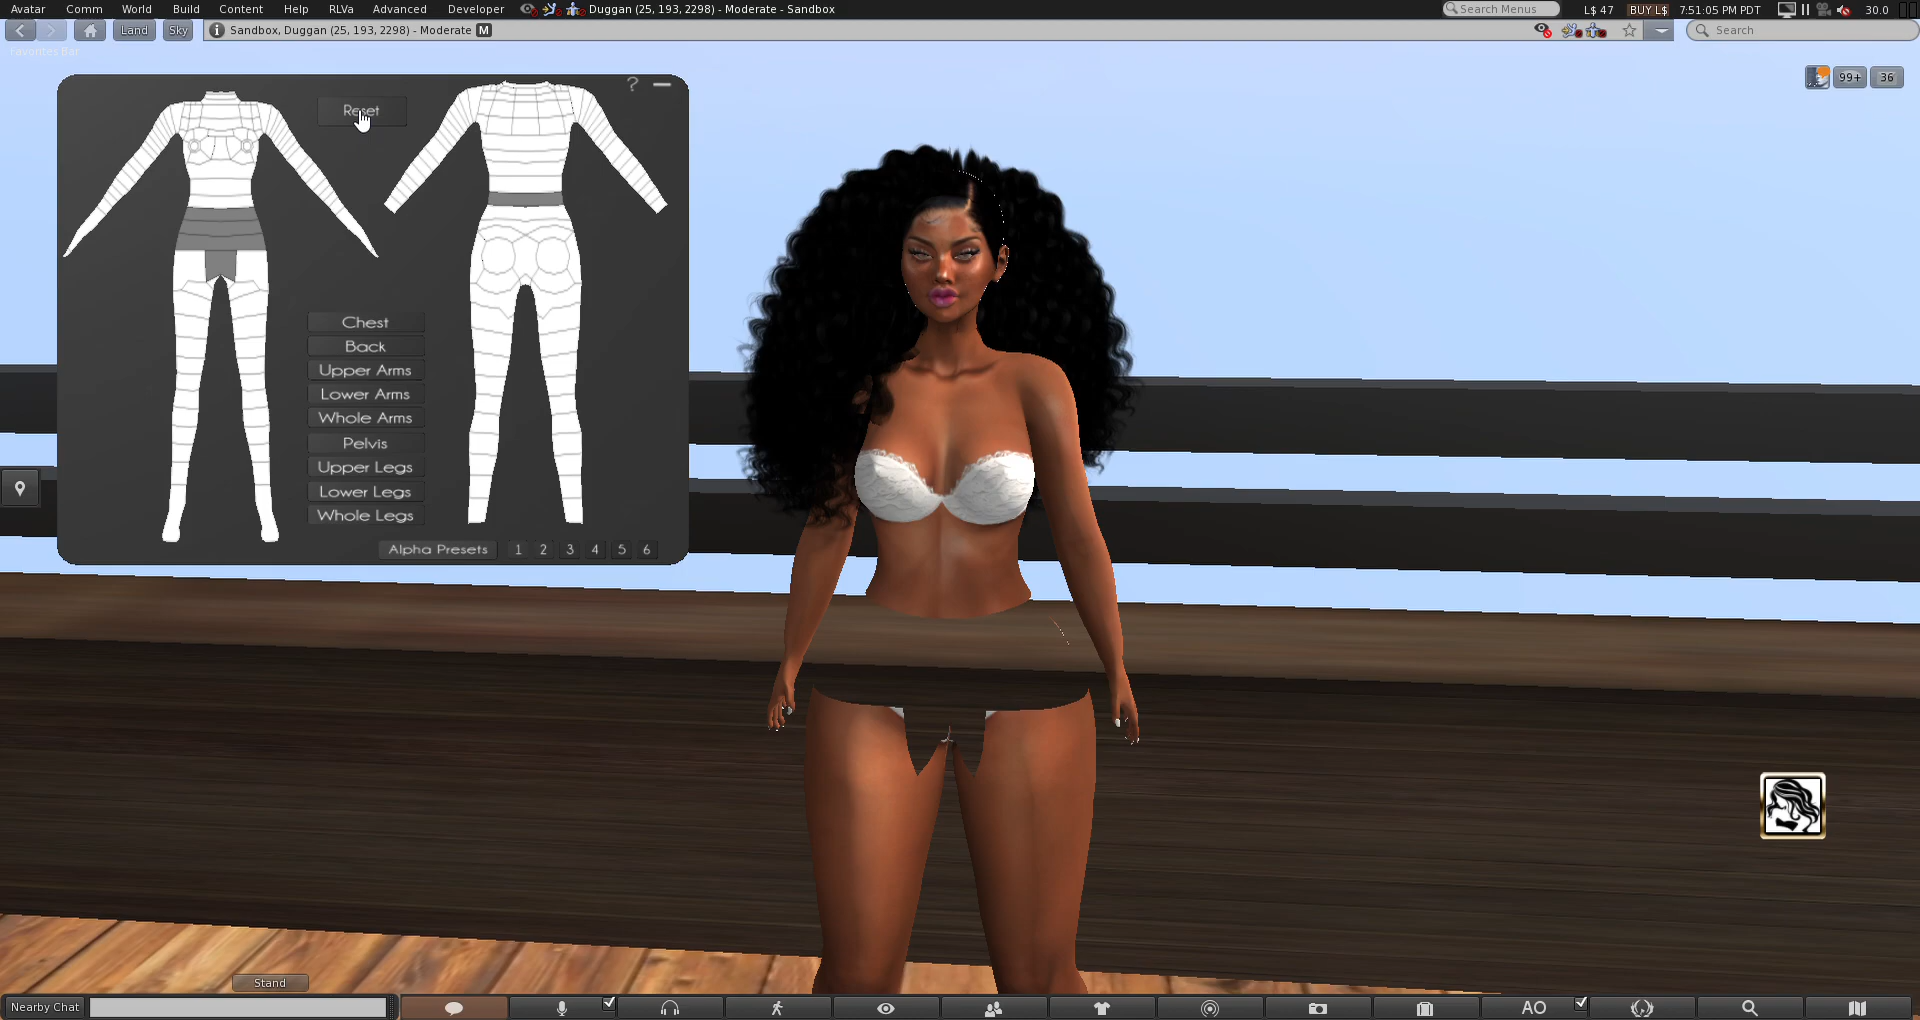 Avatar Comm World Build Content Help RLVa Advanced Developer Duggan (25, 193, 2298) - Moderate - Sandbox Search Menus L$ 47 BUY L$ 7:51:05 PM PDT 30.0
Land Sky Sandbox, Duggan (25, 193, 2298) - Moderate M Search
Favorites Bar
99+ 36
?
Reset
Chest
Back
Upper Arms
Lower Arms
Whole Arms
Pelvis
Upper Legs
Lower Legs
Whole Legs
Alpha Presets 1 2 3 4 5 6
Stand
Nearby Chat AO